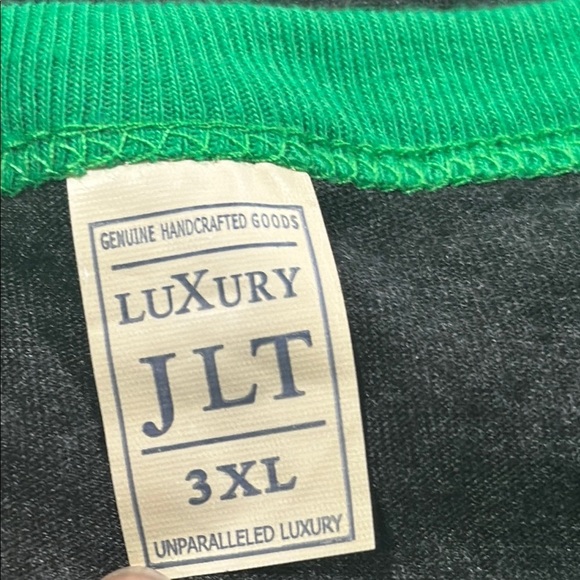 GENUINE HANDCRAFTED GOODS
LUXURY
JLT
3XL
UNPARALLELED LUXURY